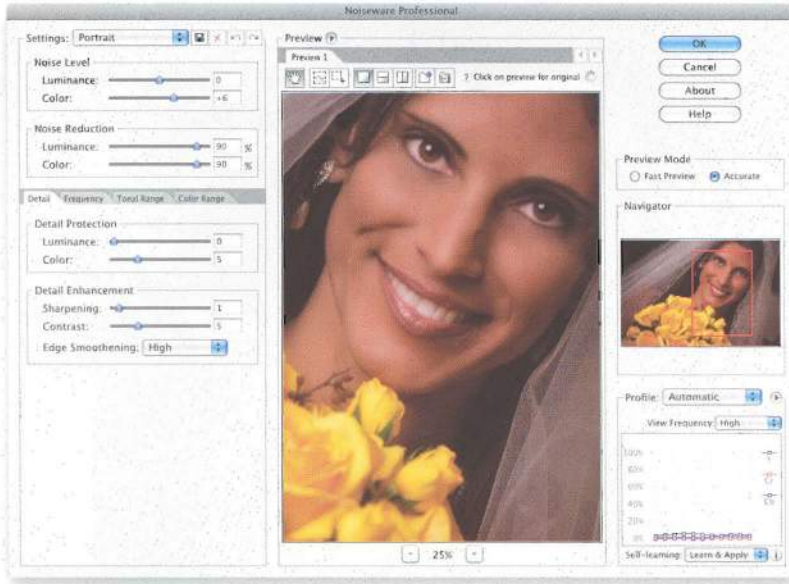 Noiseware Professional
Settings: Portrait
Noise Level
Luminance: 0
Color: +6
Noise Reduction
Luminance: 90 %
Color: 90 %
Detail Frequency Tonal Range Color Range
Detail Protection
Luminance: 0
Color: 5
Detail Enhancement
Sharpening: 1
Contrast: 5
Edge Smoothening: High
Preview
Preview 1
? Click on preview for original
- 25% +
OK
Cancel
About
Help
Preview Mode
Fast Preview Accurate
Navigator
Profile: Automatic
View Frequency: High
100%
80%
60%
40%
20%
0%
Self-learning: Learn & Apply